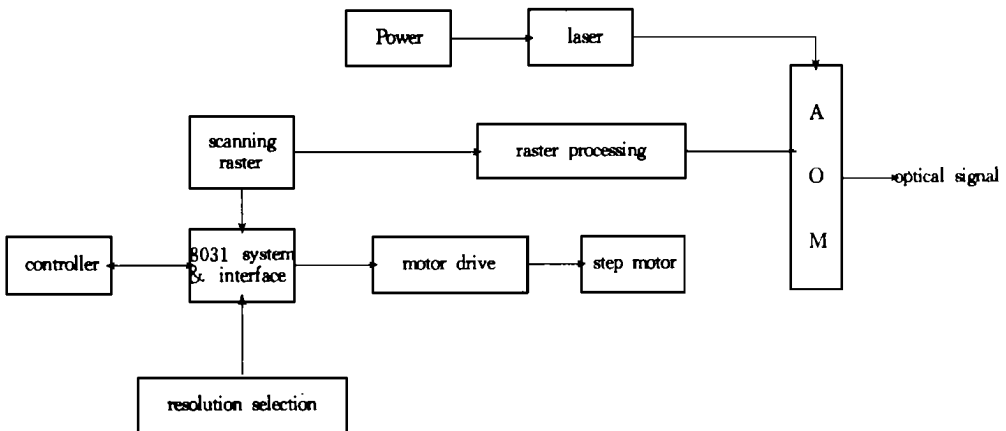 Power
laser
A
O
M
scanning
raster
raster processing
optical signal
controller
8031 system
& interface
motor drive
step motor
resolution selection